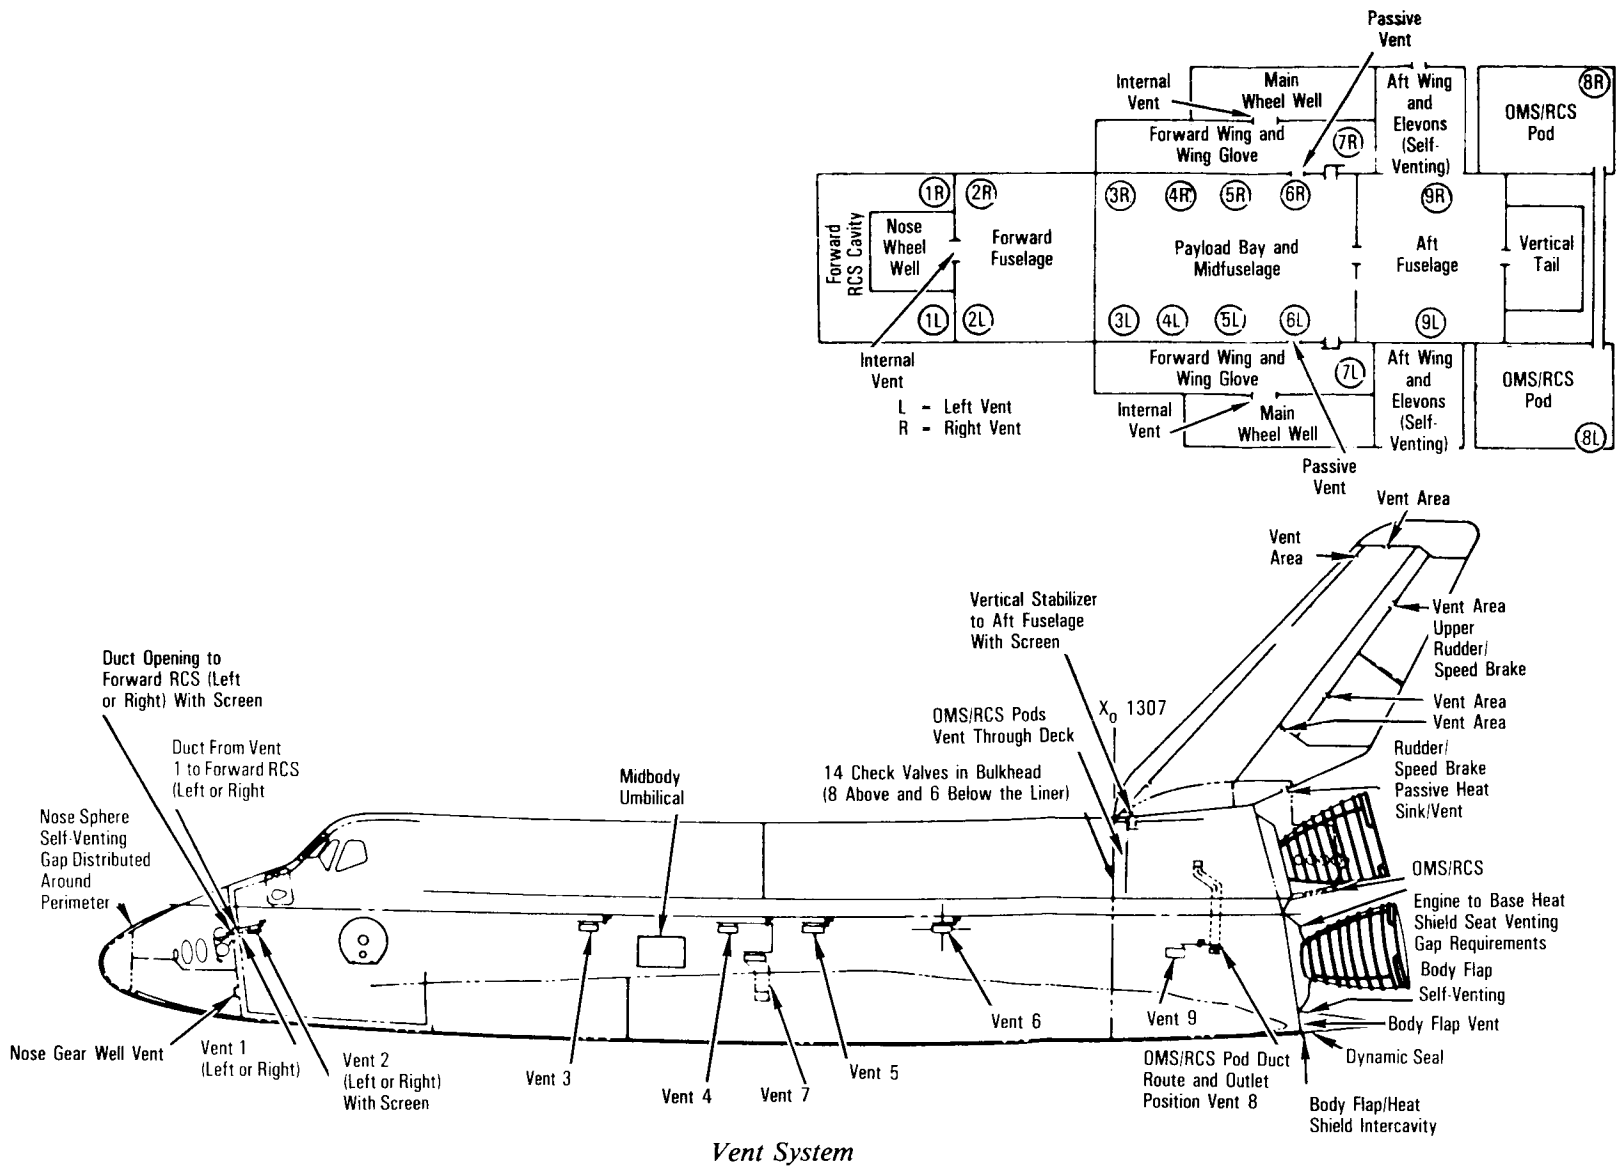 Passive
Vent
Internal
Vent
Main
Wheel Well
Aft Wing
and
Elevons
(Self-
Venting)
8R
OMS/RCS
Pod
Forward Wing and
Wing Glove
7R
1R
2R
3R
4R
5R
6R
9R
Forward
RCS Cavity
Nose
Wheel
Well
Forward
Fuselage
Payload Bay and
Midfuselage
Aft
Fuselage
Vertical
Tail
1L
2L
3L
4L
5L
6L
9L
Internal
Vent
Forward Wing and
Wing Glove
7L
Aft Wing
and
Elevons
(Self-
Venting)
OMS/RCS
Pod
8L
L - Left Vent
R - Right Vent
Internal
Vent
Main
Wheel Well
Passive
Vent
Vent Area
Vent
Area
Vertical Stabilizer
to Aft Fuselage
With Screen
Vent Area
Upper
Rudder/
Speed Brake
Duct Opening to
Forward RCS (Left
or Right) With Screen
Vent Area
Vent Area
OMS/RCS Pods
Vent Through Deck
X0 1307
Duct From Vent
1 to Forward RCS
(Left or Right
Rudder/
Speed Brake
Passive Heat
Sink/Vent
Midbody
Umbilical
14 Check Valves in Bulkhead
(8 Above and 6 Below the Liner)
Nose Sphere
Self-Venting
Gap Distributed
Around
Perimeter
OMS/RCS
Engine to Base Heat
Shield Seat Venting
Gap Requirements
Body Flap
Self-Venting
Body Flap Vent
Dynamic Seal
Nose Gear Well Vent
Vent 1
(Left or Right)
Vent 2
(Left or Right)
With Screen
Vent 3
Vent 4
Vent 7
Vent 5
Vent 6
Vent 9
OMS/RCS Pod Duct
Route and Outlet
Position Vent 8
Body Flap/Heat
Shield Intercavity
Vent System